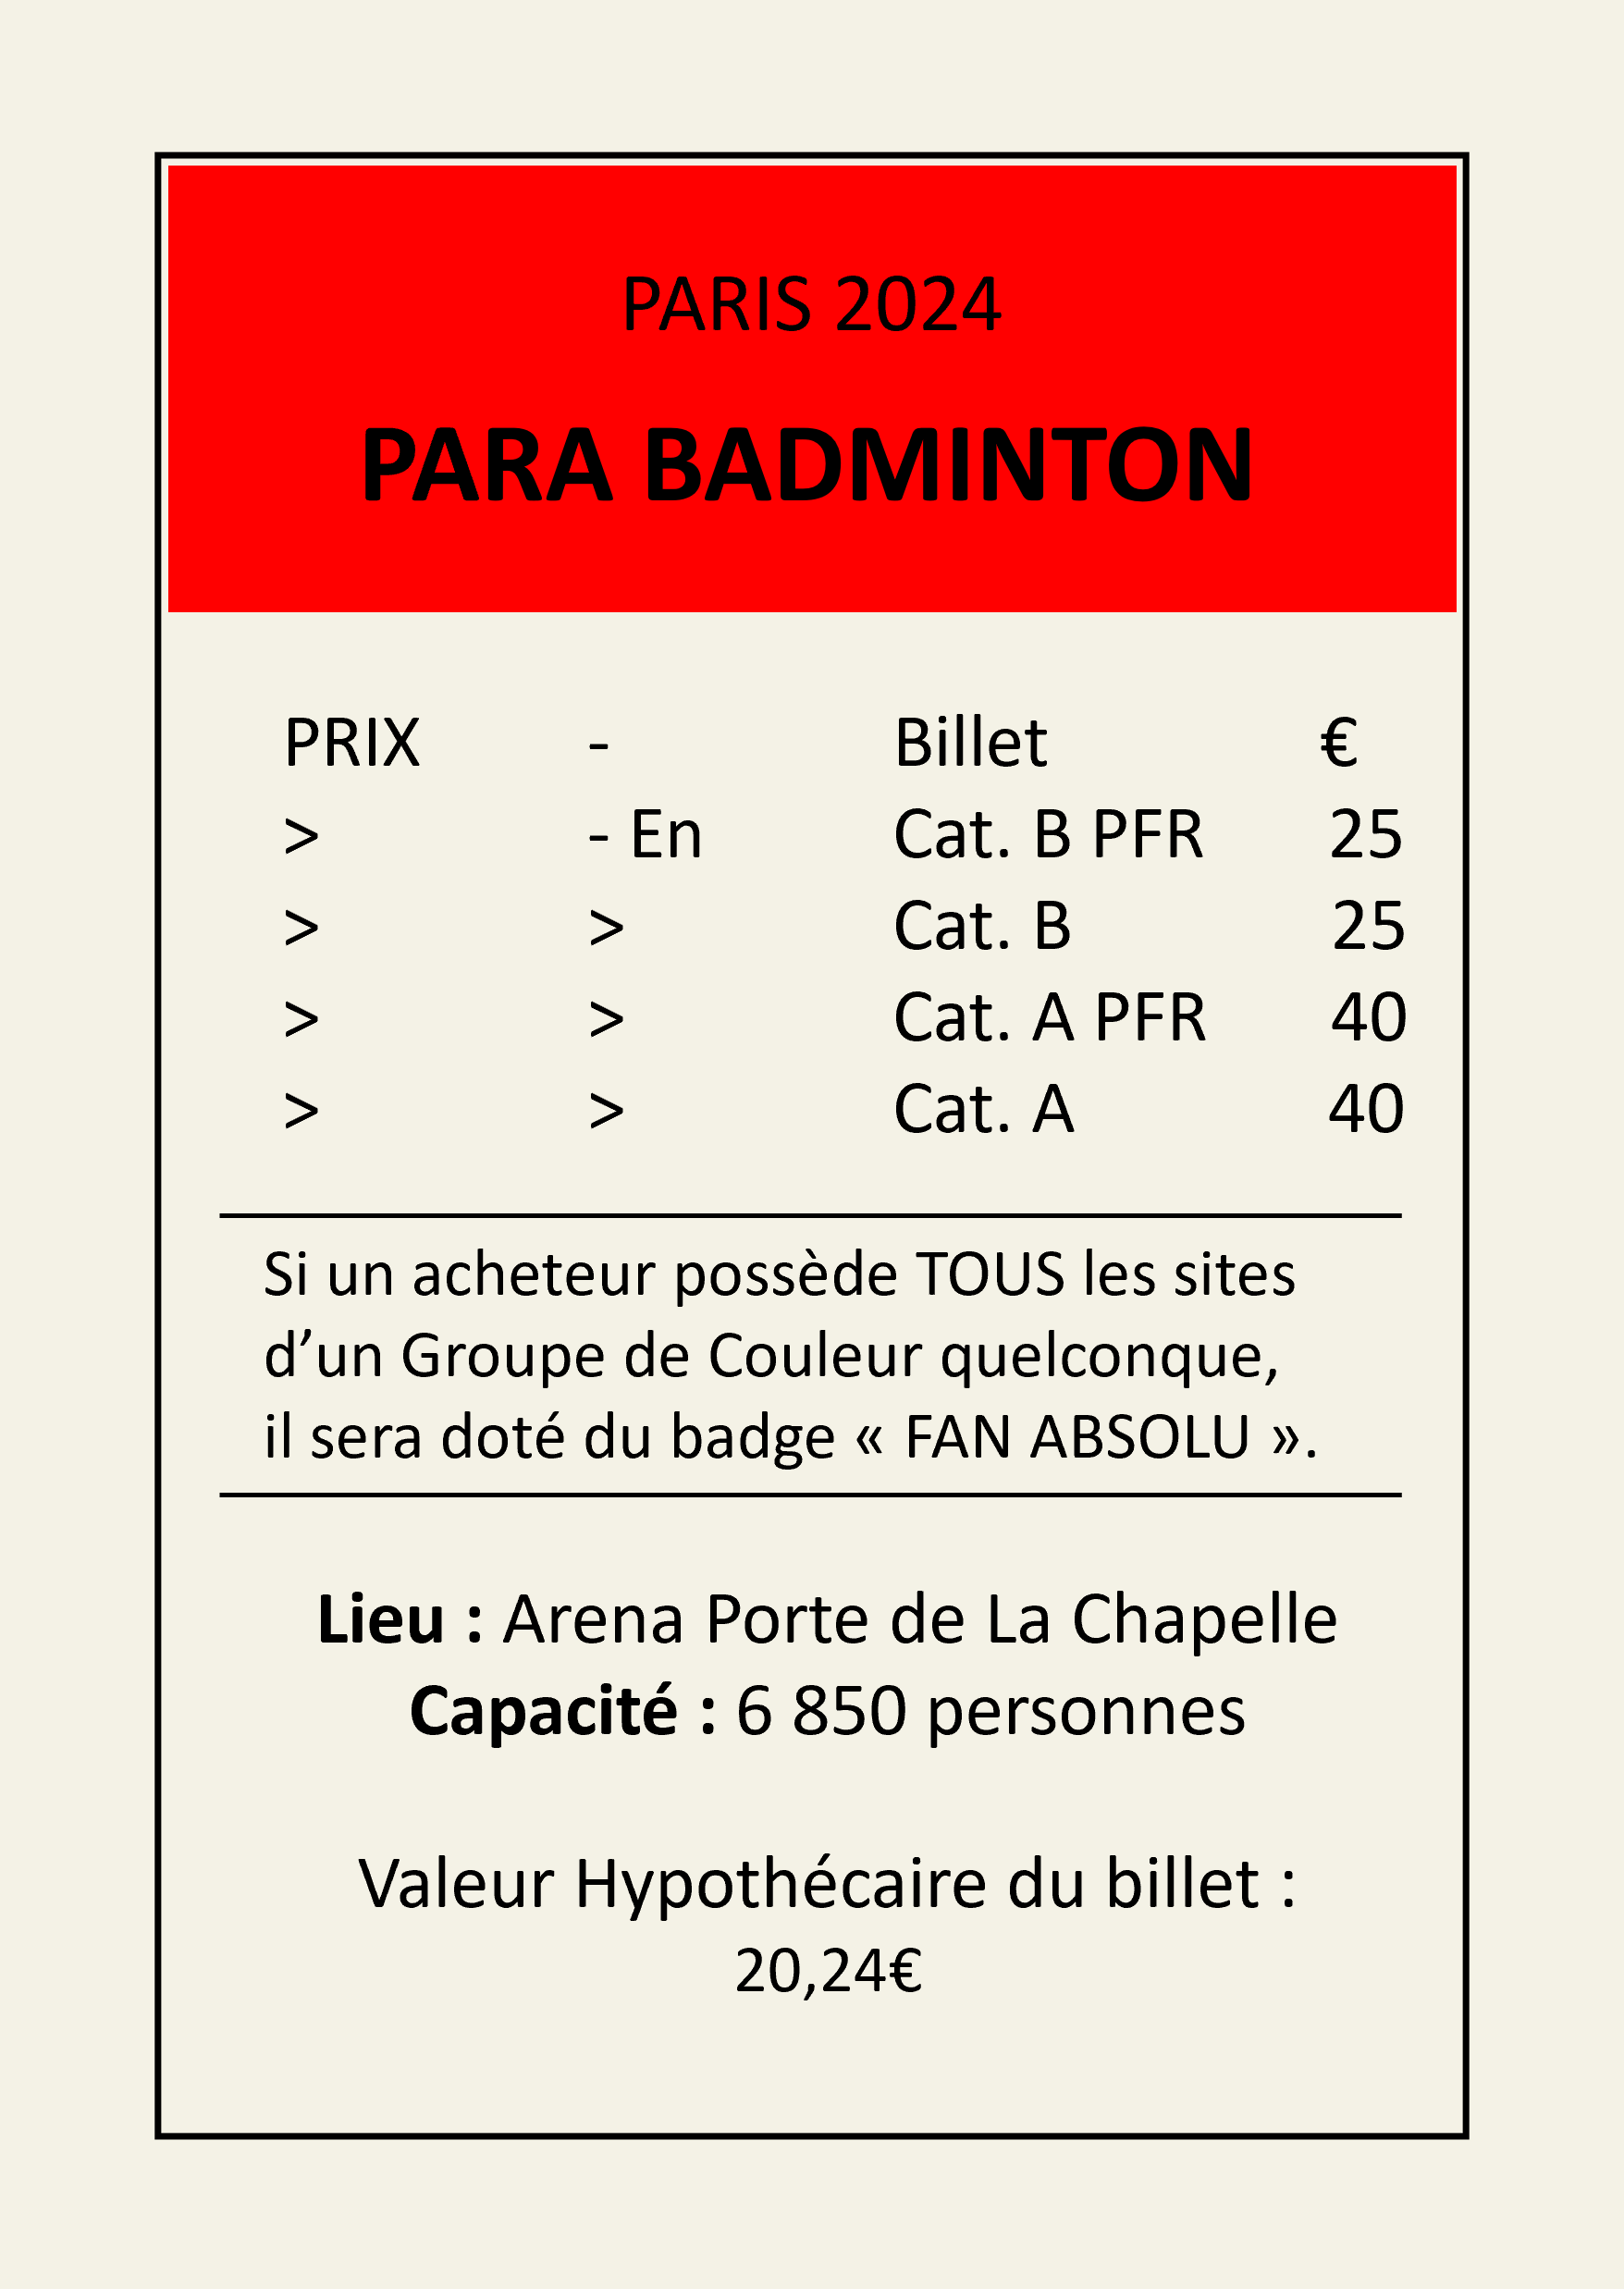 PARIS 2024
PARA BADMINTON
PRIX - Billet €
> - En Cat. B PFR 25
> > Cat. B 25
> > Cat. A PFR 40
> > Cat. A 40
Si un acheteur possède TOUS les sites
d’un Groupe de Couleur quelconque,
il sera doté du badge « FAN ABSOLU ».
Lieu : Arena Porte de La Chapelle
Capacité : 6 850 personnes
Valeur Hypothécaire du billet :
20,24€